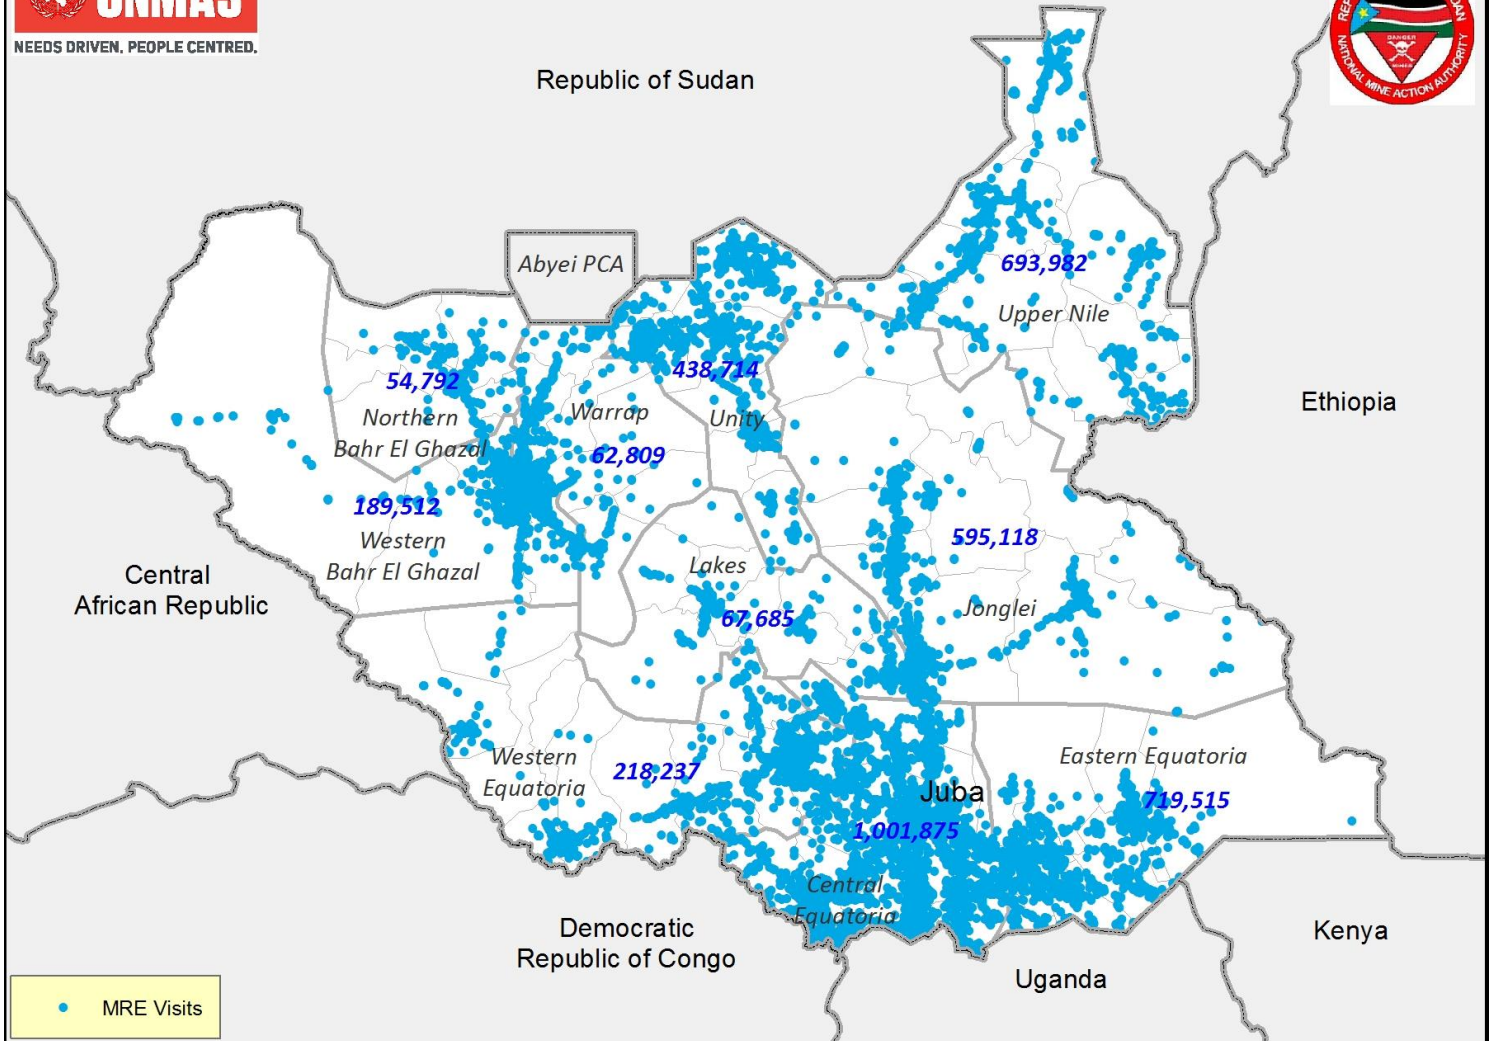 UNMAS
NEEDS DRIVEN. PEOPLE CENTRED.
DANGER
NATIONAL MINE ACTION AUTHORITY
Republic of Sudan
Abyei PCA
693,982
Upper Nile
438,714
54,792
Ethiopia
Northern
Bahr El Ghazal
Warrap
Unity
62,809
189,512
Western
Bahr El Ghazal
595,118
Lakes
Central
African Republic
67,685
Jonglei
Western
Equatoria
218,237
Eastern Equatoria
Juba
719,515
1,001,875
Central
Equatoria
Democratic
Republic of Congo
Kenya
Uganda
MRE Visits